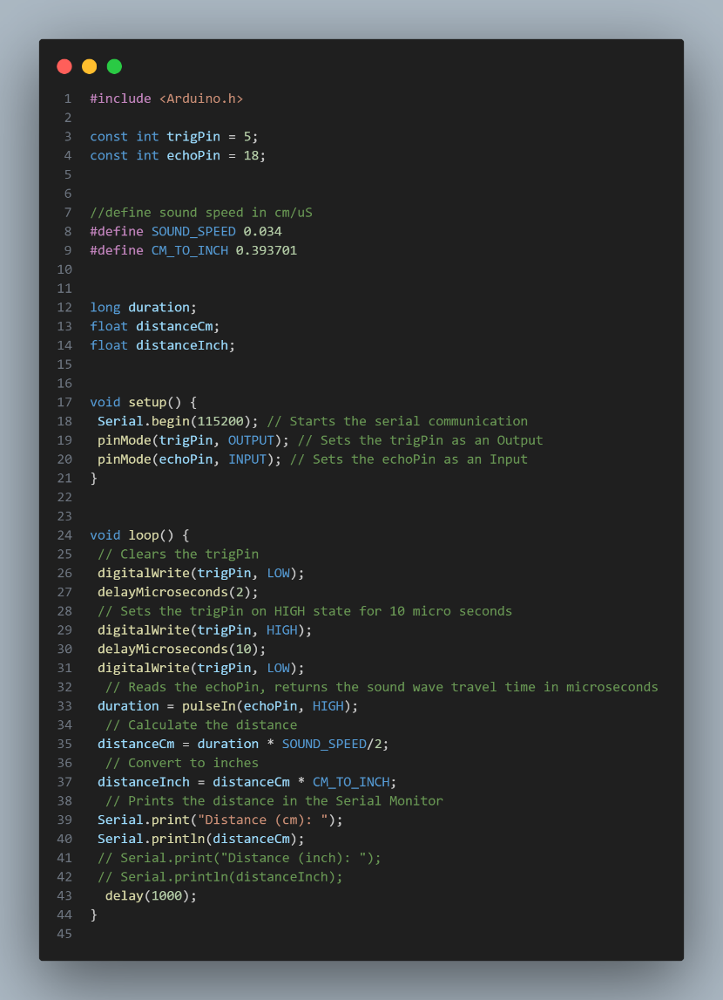 1 #include <Arduino.h>
2
3 const int trigPin = 5;
4 const int echoPin = 18;
5
6
7 //define sound speed in cm/uS
8 #define SOUND_SPEED 0.034
9 #define CM_TO_INCH 0.393701
10
11
12 long duration;
13 float distanceCm;
14 float distanceInch;
15
16
17 void setup() {
18  Serial.begin(115200); // Starts the serial communication
19  pinMode(trigPin, OUTPUT); // Sets the trigPin as an Output
20  pinMode(echoPin, INPUT); // Sets the echoPin as an Input
21 }
22
23
24 void loop() {
25  // Clears the trigPin
26  digitalWrite(trigPin, LOW);
27  delayMicroseconds(2);
28  // Sets the trigPin on HIGH state for 10 micro seconds
29  digitalWrite(trigPin, HIGH);
30  delayMicroseconds(10);
31  digitalWrite(trigPin, LOW);
32   // Reads the echoPin, returns the sound wave travel time in microseconds
33  duration = pulseIn(echoPin, HIGH);
34   // Calculate the distance
35  distanceCm = duration * SOUND_SPEED/2;
36   // Convert to inches
37  distanceInch = distanceCm * CM_TO_INCH;
38   // Prints the distance in the Serial Monitor
39  Serial.print("Distance (cm): ");
40  Serial.println(distanceCm);
41  // Serial.print("Distance (inch): ");
42  // Serial.println(distanceInch);
43   delay(1000);
44 }
45